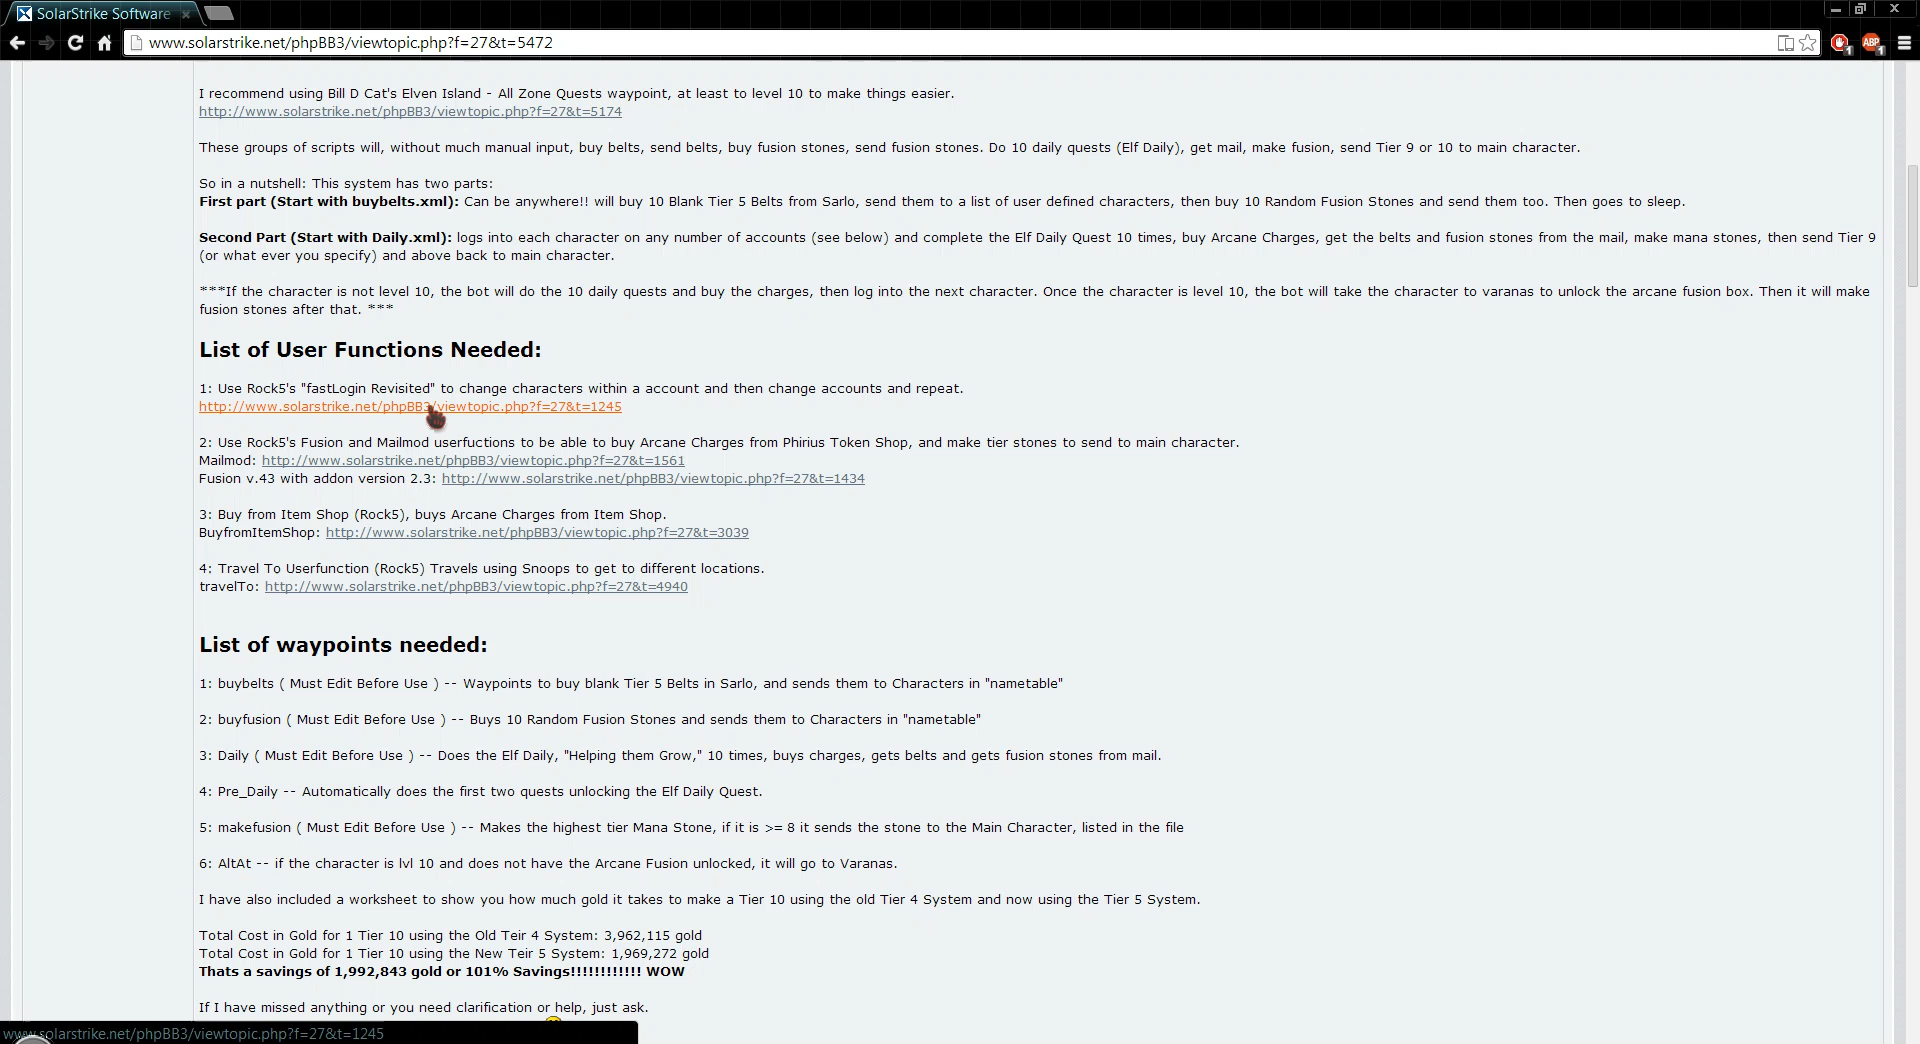 SolarStrike Software
www.solarstrike.net/phpBB3/viewtopic.php?f=27&t=5472
ABP
1
1
I recommend using Bill D Cat's Elven Island - All Zone Quests waypoint, at least to level 10 to make things easier.
http://www.solarstrike.net/phpBB3/viewtopic.php?f=27&t=5174
These groups of scripts will, without much manual input, buy belts, send belts, buy fusion stones, send fusion stones. Do 10 daily quests (Elf Daily), get mail, make fusion, send Tier 9 or 10 to main character.
So in a nutshell: This system has two parts:
First part (Start with buybelts.xml): Can be anywhere!! will buy 10 Blank Tier 5 Belts from Sarlo, send them to a list of user defined characters, then buy 10 Random Fusion Stones and send them too. Then goes to sleep.
Second Part (Start with Daily.xml): logs into each character on any number of accounts (see below) and complete the Elf Daily Quest 10 times, buy Arcane Charges, get the belts and fusion stones from the mail, make mana stones, then send Tier 9
(or what ever you specify) and above back to main character.
***If the character is not level 10, the bot will do the 10 daily quests and buy the charges, then log into the next character. Once the character is level 10, the bot will take the character to varanas to unlock the arcane fusion box. Then it will make
fusion stones after that. ***
List of User Functions Needed:
1: Use Rock5's "fastLogin Revisited" to change characters within a account and then change accounts and repeat.
http://www.solarstrike.net/phpBB3/viewtopic.php?f=27&t=1245
2: Use Rock5's Fusion and Mailmod userfuctions to be able to buy Arcane Charges from Phirius Token Shop, and make tier stones to send to main character.
Mailmod: http://www.solarstrike.net/phpBB3/viewtopic.php?f=27&t=1561
Fusion v.43 with addon version 2.3: http://www.solarstrike.net/phpBB3/viewtopic.php?f=27&t=1434
3: Buy from Item Shop (Rock5), buys Arcane Charges from Item Shop.
BuyfromItemShop: http://www.solarstrike.net/phpBB3/viewtopic.php?f=27&t=3039
4: Travel To Userfunction (Rock5) Travels using Snoops to get to different locations.
travelTo: http://www.solarstrike.net/phpBB3/viewtopic.php?f=27&t=4940
List of waypoints needed:
1: buybelts ( Must Edit Before Use ) -- Waypoints to buy blank Tier 5 Belts in Sarlo, and sends them to Characters in "nametable"
2: buyfusion ( Must Edit Before Use ) -- Buys 10 Random Fusion Stones and sends them to Characters in "nametable"
3: Daily ( Must Edit Before Use ) -- Does the Elf Daily, "Helping them Grow," 10 times, buys charges, gets belts and gets fusion stones from mail.
4: Pre_Daily -- Automatically does the first two quests unlocking the Elf Daily Quest.
5: makefusion ( Must Edit Before Use ) -- Makes the highest tier Mana Stone, if it is >= 8 it sends the stone to the Main Character, listed in the file
6: AltAt -- if the character is lvl 10 and does not have the Arcane Fusion unlocked, it will go to Varanas.
I have also included a worksheet to show you how much gold it takes to make a Tier 10 using the old Tier 4 System and now using the Tier 5 System.
Total Cost in Gold for 1 Tier 10 using the Old Teir 4 System: 3,962,115 gold
Total Cost in Gold for 1 Tier 10 using the New Teir 5 System: 1,969,272 gold
Thats a savings of 1,992,843 gold or 101% Savings!!!!!!!!!!!! WOW
If I have missed anything or you need clarification or help, just ask.
www.solarstrike.net/phpBB3/viewtopic.php?f=27&t=1245